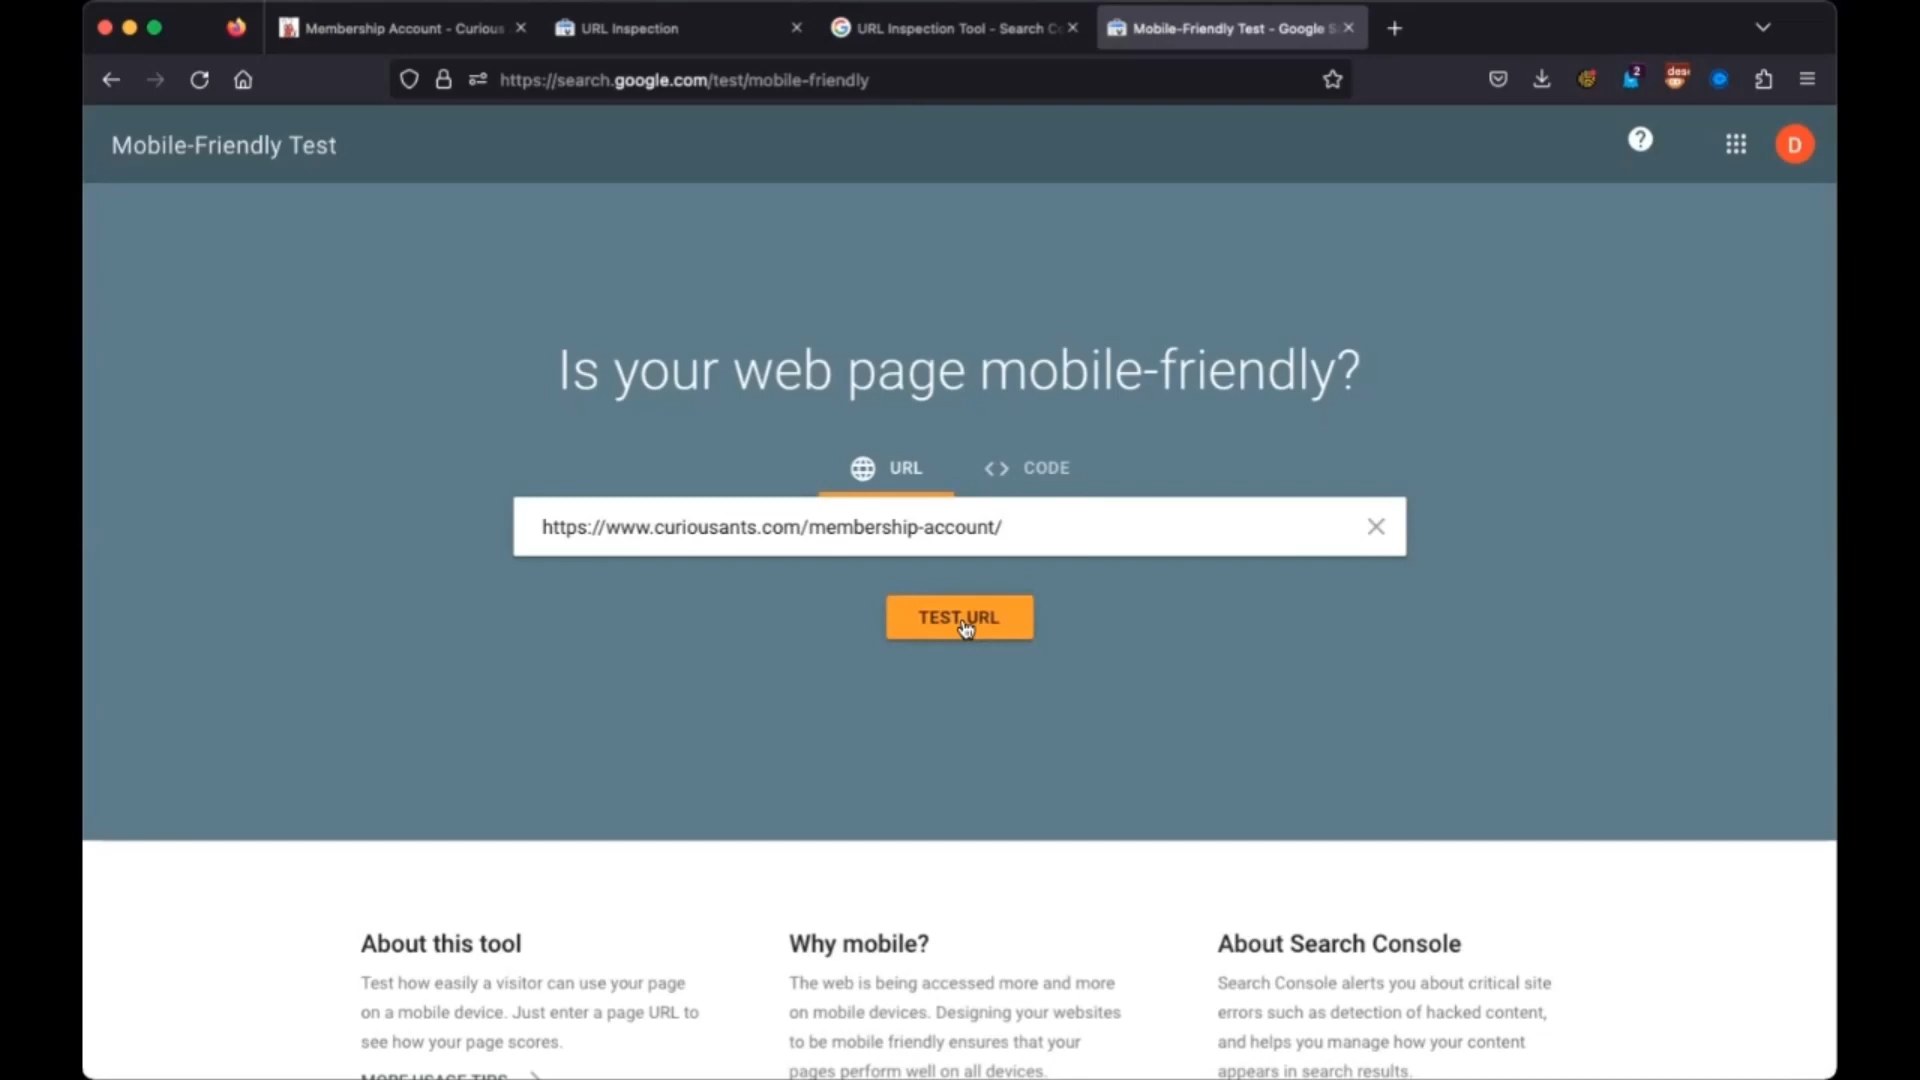 Membership Account - Curious
URL Inspection
URL Inspection Tool - Search Co
Mobile-Friendly Test - Google S
https://search.google.com/test/mobile-friendly
2
desi
Mobile-Friendly Test
?
D
Is your web page mobile-friendly?
URL
CODE
https://www.curiousants.com/membership-account/
TEST URL
About this tool
Test how easily a visitor can use your page
on a mobile device. Just enter a page URL to
see how your page scores.
MORE USAGE TIPS
Why mobile?
The web is being accessed more and more
on mobile devices. Designing your websites
to be mobile friendly ensures that your
pages perform well on all devices.
About Search Console
Search Console alerts you about critical site
errors such as detection of hacked content,
and helps you manage how your content
appears in search results.